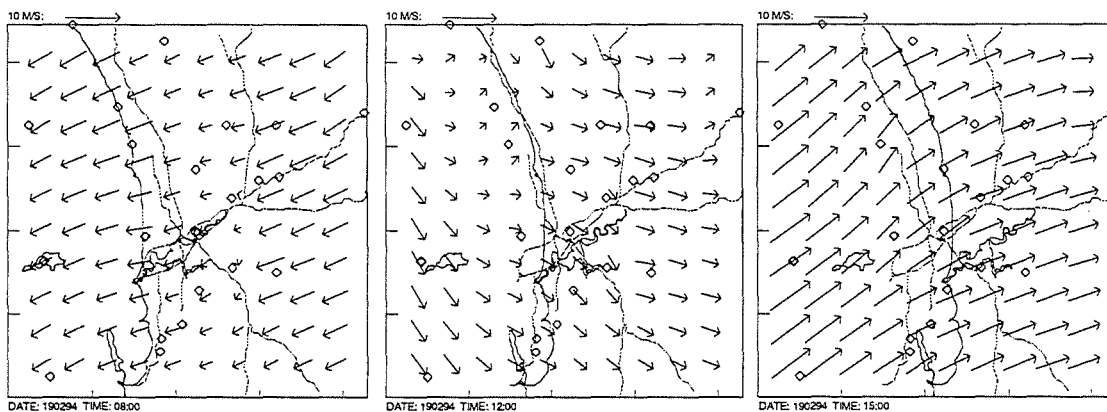 10 M/S:
10 M/S:
10 M/S:
DATE: 190294 TIME: 08:00
DATE: 190294 TIME: 12:00
DATE: 190294 TIME: 15:00